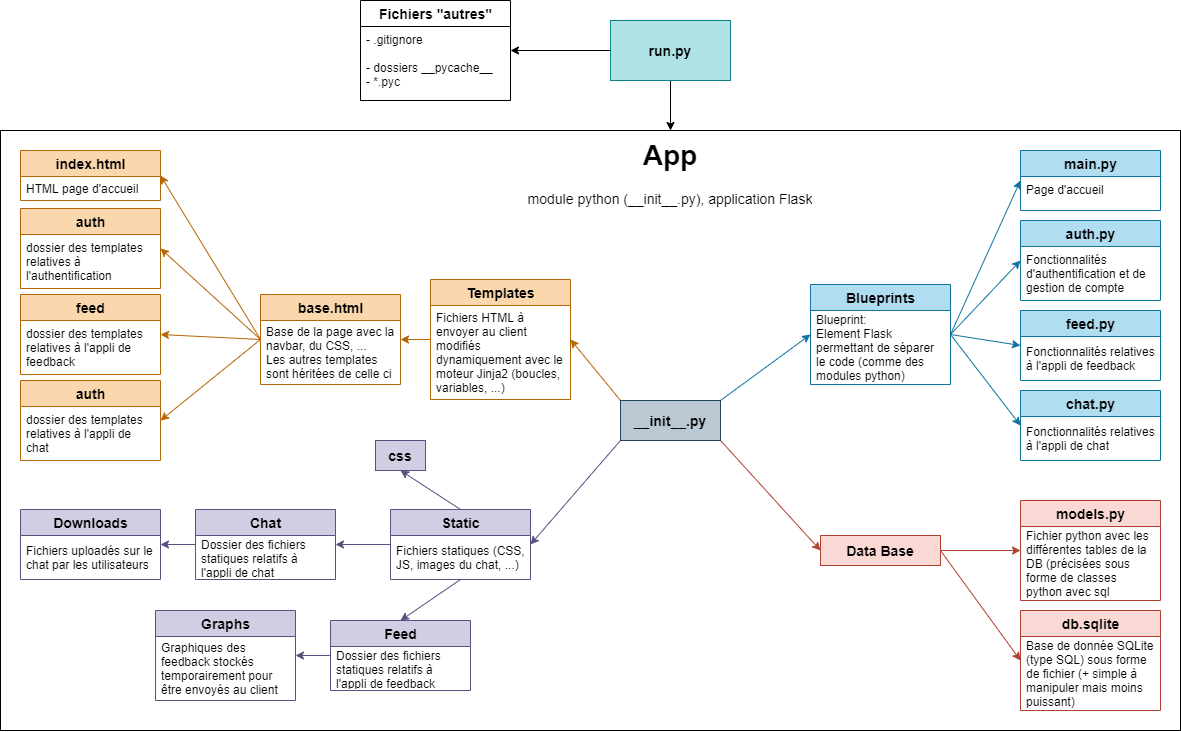 Fichiers "autres"
- .gitignore
- dossiers __pycache__
- *.pyc
run.py
App
module python (__init__.py), application Flask
index.html
HTML page d'accueil
auth
dossier des templates
relatives à
l'authentification
feed
dossier des templates
relatives à l'appli de
feedback
auth
dossier des templates
relatives à l'appli de
chat
base.html
Base de la page avec la
navbar, du CSS, ...
Les autres templates
sont héritées de celle ci
Templates
Fichiers HTML à
envoyer au client
modifiés
dynamiquement avec le
moteur Jinja2 (boucles,
variables, ...)
Blueprints
Blueprint:
Element Flask
permettant de séparer
le code (comme des
modules python)
main.py
Page d'accueil
auth.py
Fonctionnalités
d'authentification et de
gestion de compte
feed.py
Fonctionnalités relatives
à l'appli de feedback
chat.py
Fonctionnalités relatives
à l'appli de chat
__init__.py
css
Static
Fichiers statiques (CSS,
JS, images du chat, ...)
Chat
Dossier des fichiers
statiques relatifs à
l'appli de chat
Downloads
Fichiers uploadés sur le
chat par les utilisateurs
Feed
Dossier des fichiers
statiques relatifs à
l'appli de feedback
Graphs
Graphiques des
feedback stockés
temporairement pour
être envoyés au client
Data Base
models.py
Fichier python avec les
différentes tables de la
DB (précisées sous
forme de classes
python avec sql
db.sqlite
Base de donnée SQLite
(type SQL) sous forme
de fichier (+ simple à
manipuler mais moins
puissant)